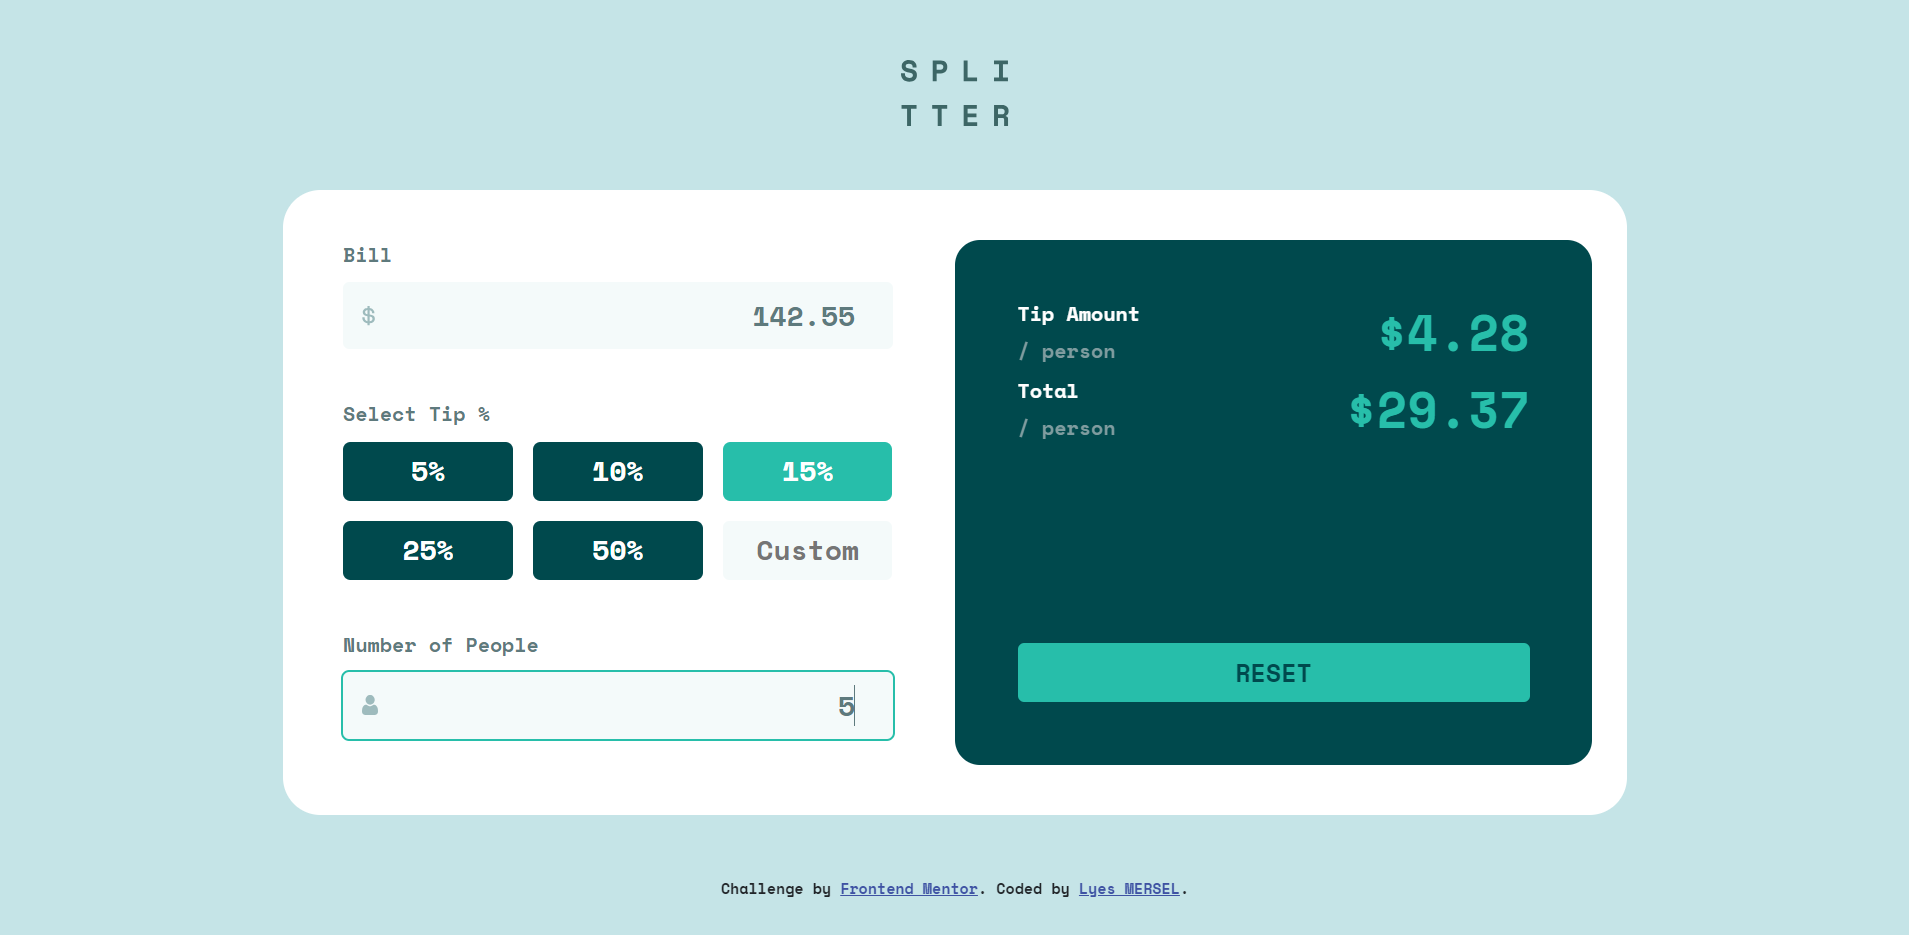 SPLI
TTER
Bill
$ 142.55
Select Tip %
5% 10% 15%
25% 50% Custom
Number of People
5
Tip Amount
/ person
$4.28
Total
/ person
$29.37
RESET
Challenge by Frontend Mentor. Coded by Lyes MERSEL.